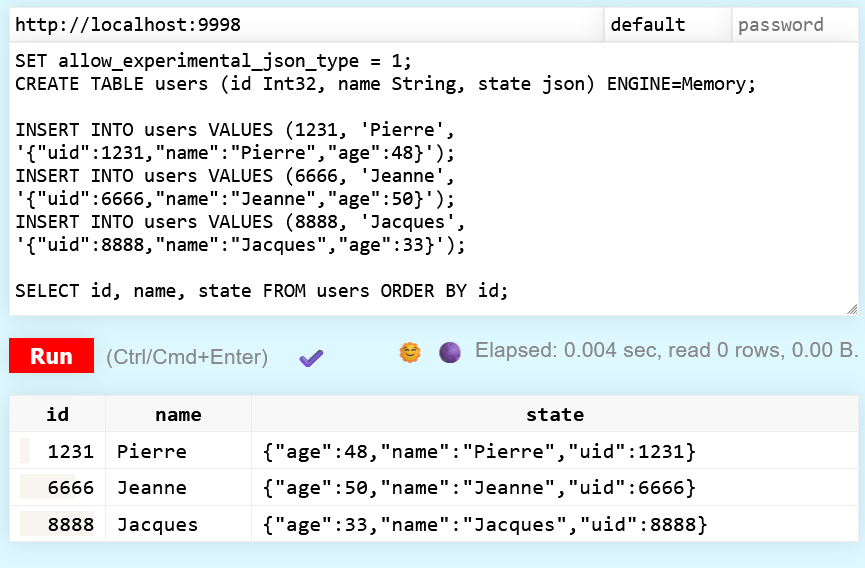 http://localhost:9998 default password
SET allow_experimental_json_type = 1;
CREATE TABLE users (id Int32, name String, state json) ENGINE=Memory;
INSERT INTO users VALUES (1231, 'Pierre',
'{"uid":1231,"name":"Pierre","age":48}');
INSERT INTO users VALUES (6666, 'Jeanne',
'{"uid":6666,"name":"Jeanne","age":50}');
INSERT INTO users VALUES (8888, 'Jacques',
'{"uid":8888,"name":"Jacques","age":33}');
SELECT id, name, state FROM users ORDER BY id;
Run (Ctrl/Cmd+Enter) Elapsed: 0.004 sec, read 0 rows, 0.00 B.
id name state
1231 Pierre {"age":48,"name":"Pierre","uid":1231}
6666 Jeanne {"age":50,"name":"Jeanne","uid":6666}
8888 Jacques {"age":33,"name":"Jacques","uid":8888}